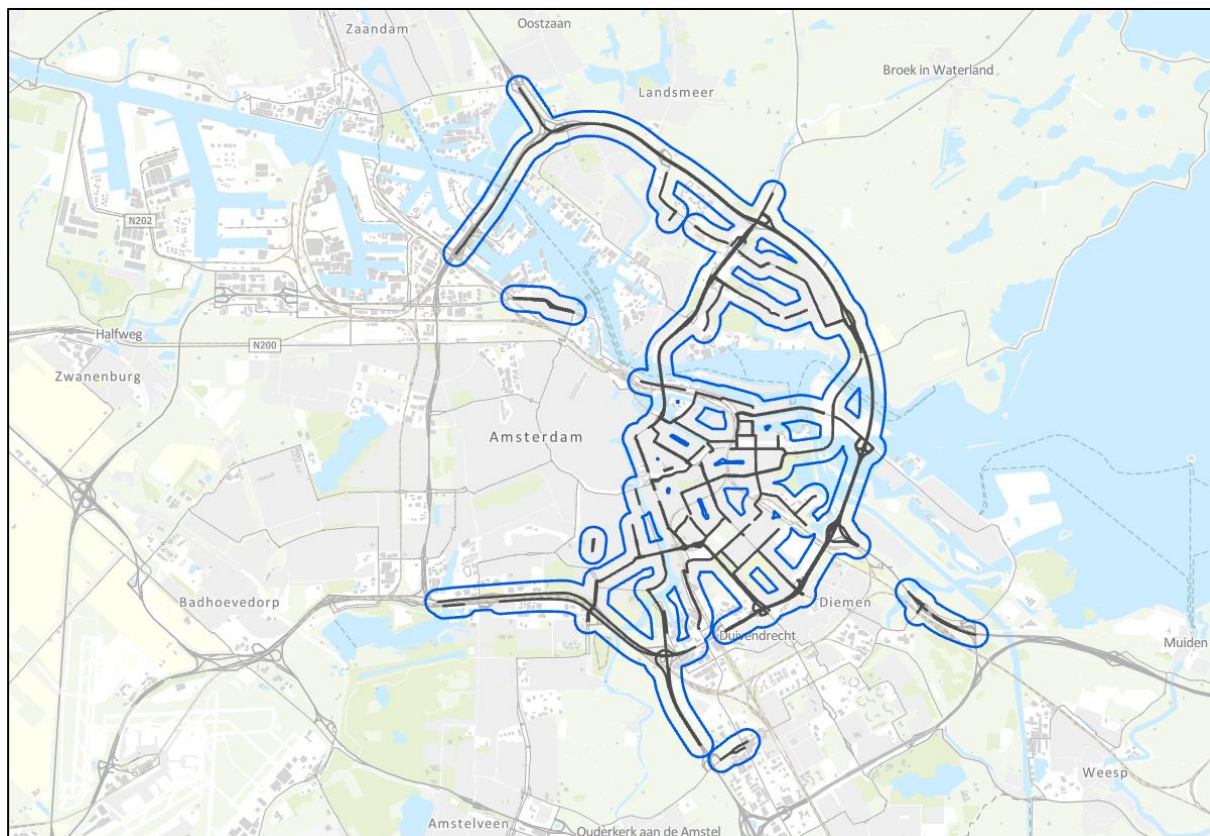 Oostzaan
Zaandam
Broek in Waterland
Landsmeer
N202
Halfweg
N200
Zwanenburg
Amsterdam
Badhoevedorp
Diemen
Duivendrecht
Muiden
Weesp
Amstelveen
Ouderkerk aan de Amstel